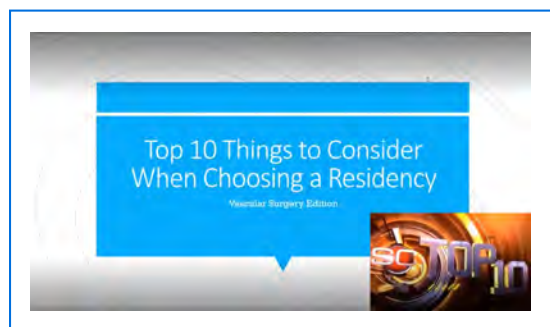 Top 10 Things to Consider
When Choosing a Residency
Vascular Surgery Edition
SC TOP
10